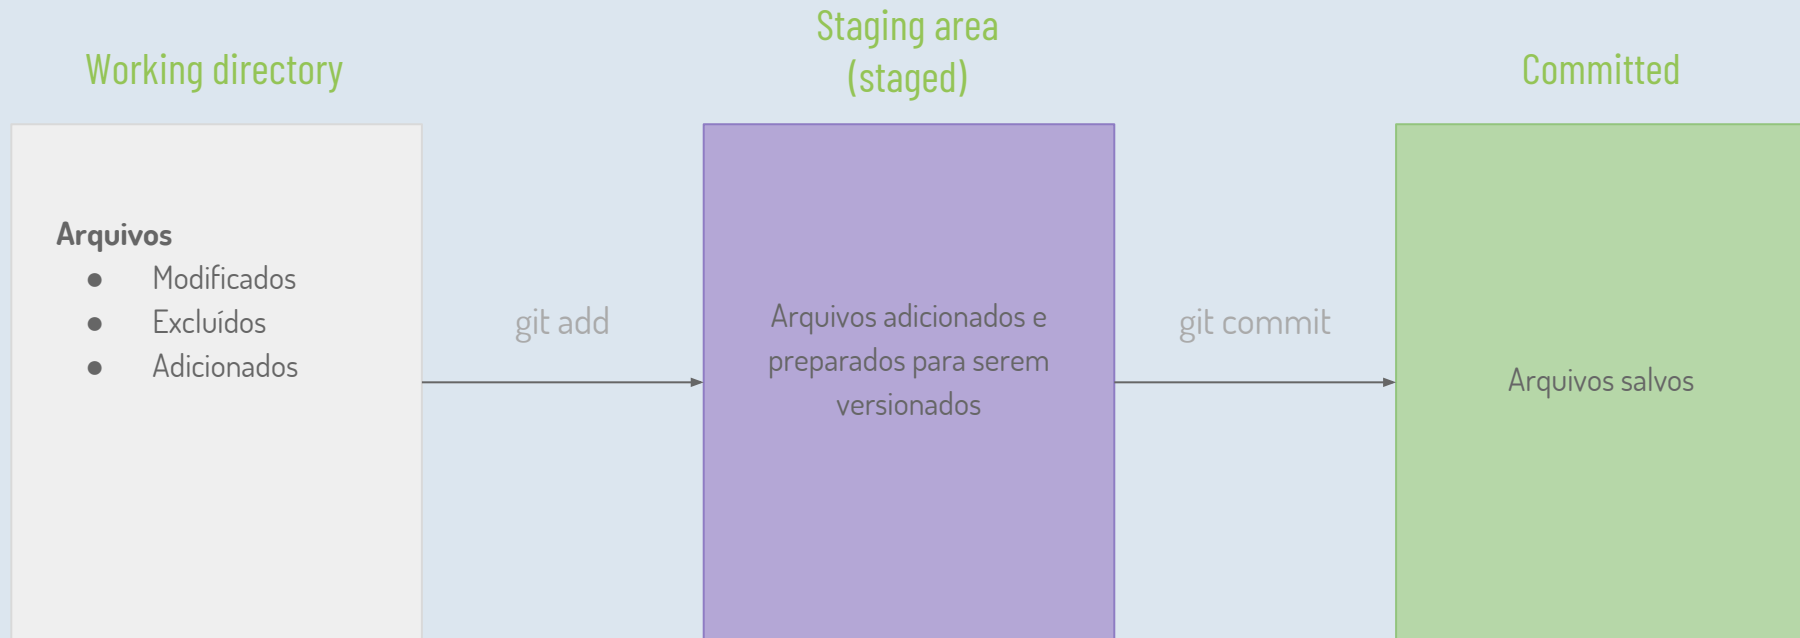 Working directory
Staging area
(staged)
Committed
Arquivos
● Modificados
● Excluídos
● Adicionados
git add
Arquivos adicionados e
preparados para serem
versionados
git commit
Arquivos salvos